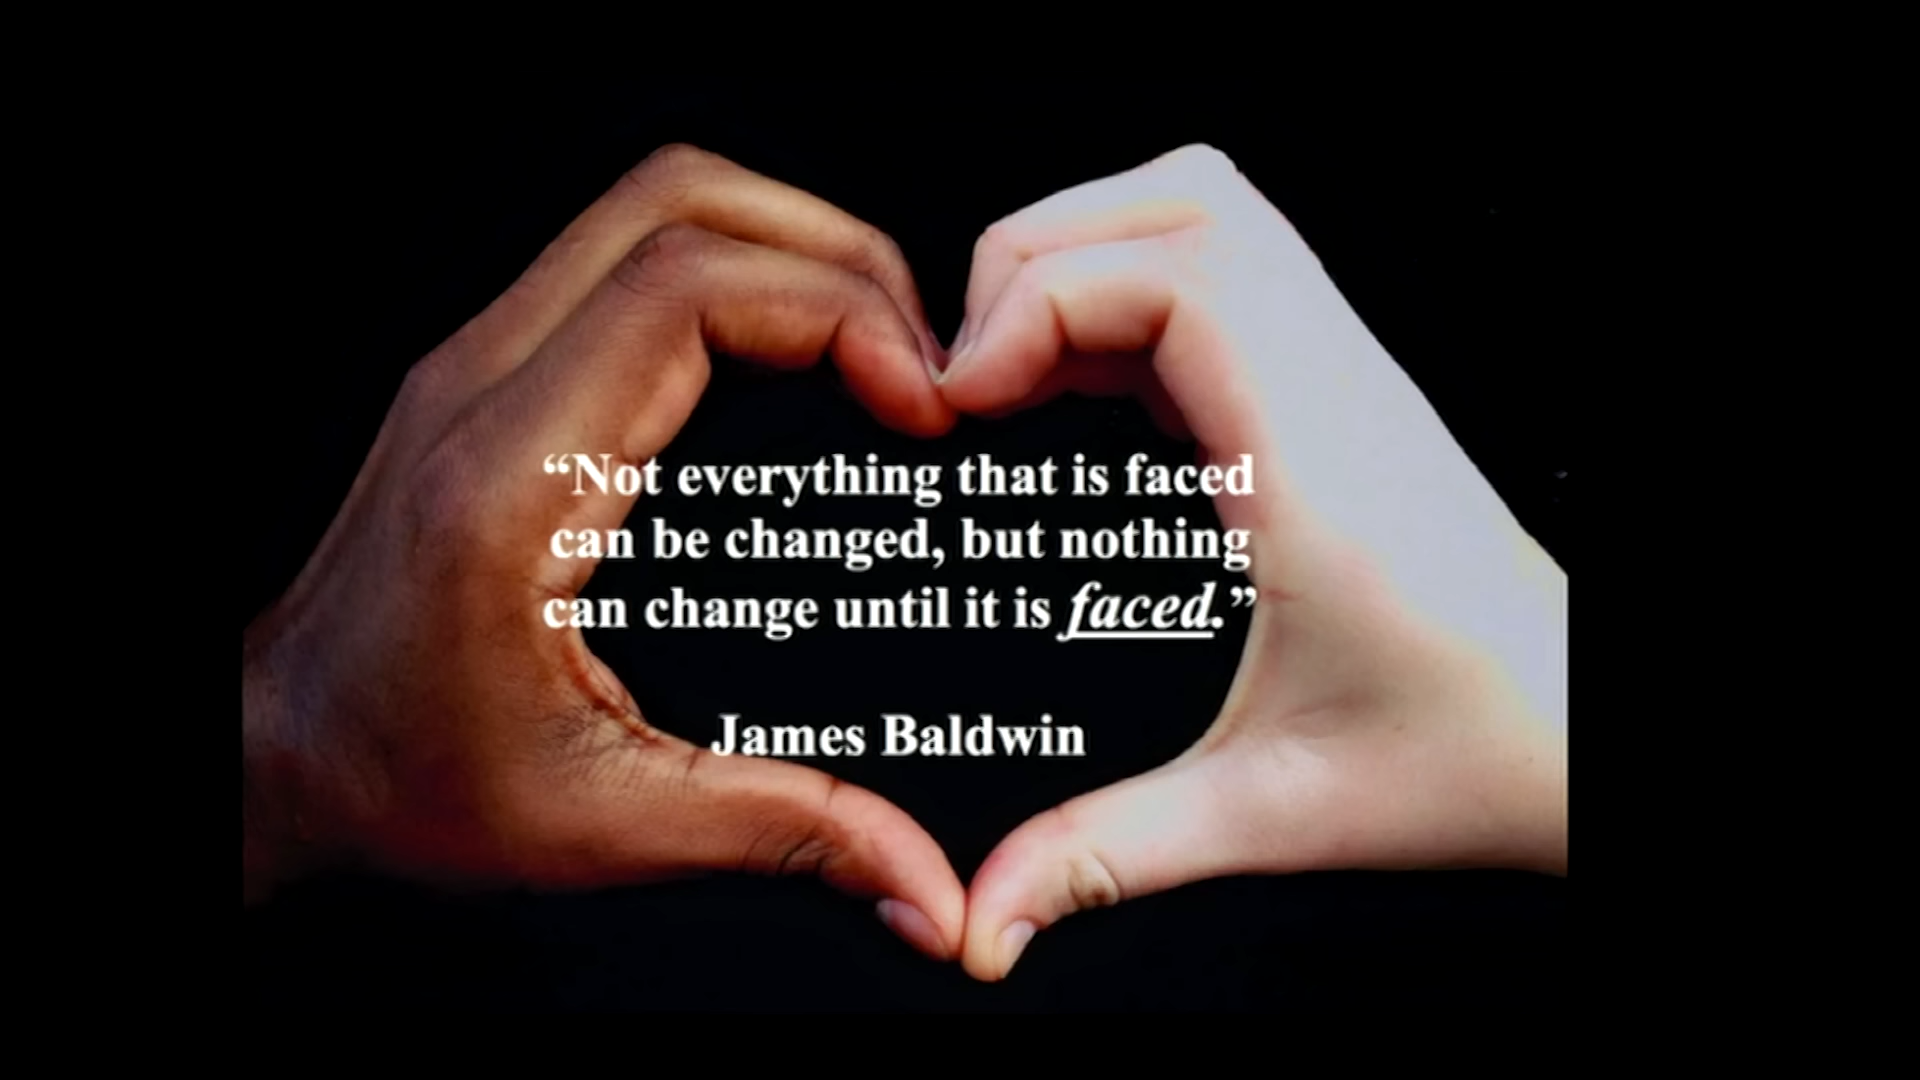 “Not everything that is faced
can be changed, but nothing
can change until it is faced.”
James Baldwin